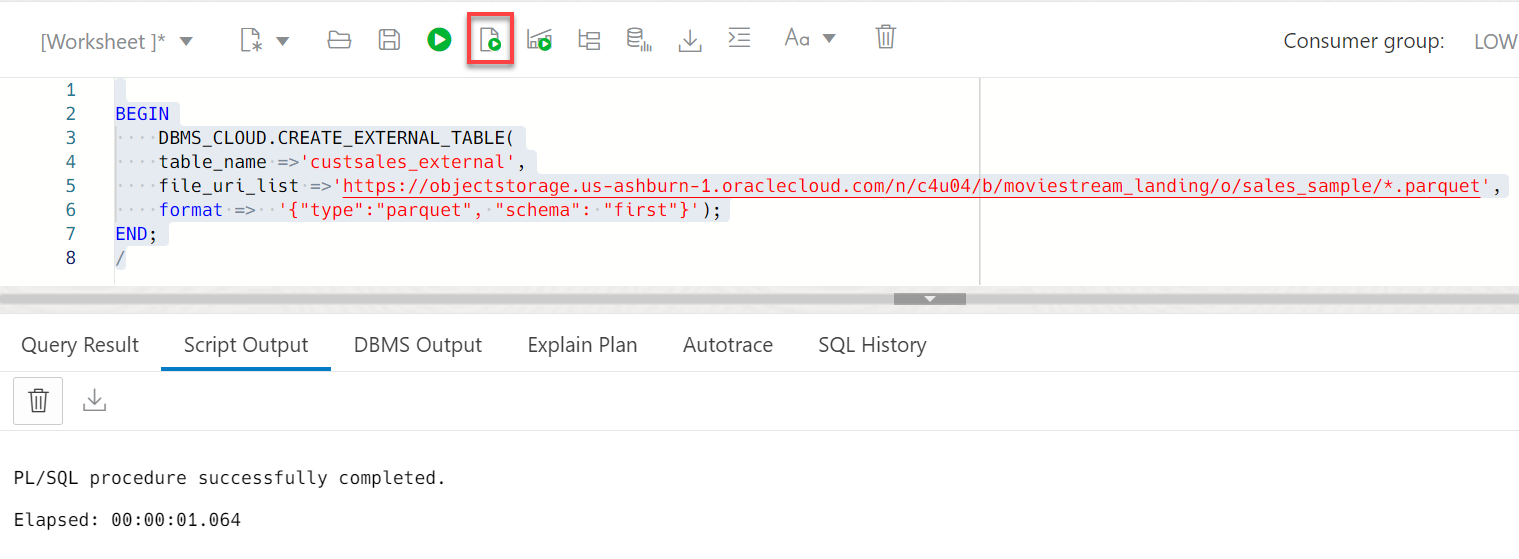 [Worksheet ]* Aa Consumer group: LOW
1
2 BEGIN
3 DBMS_CLOUD.CREATE_EXTERNAL_TABLE(
4 table_name =>'custsales_external',
5 file_uri_list =>'https://objectstorage.us-ashburn-1.oraclecloud.com/n/c4u04/b/moviestream_landing/o/sales_sample/*.parquet',
6 format =>  '{"type":"parquet", "schema": "first"}');
7 END;
8 /
Query Result Script Output DBMS Output Explain Plan Autotrace SQL History
PL/SQL procedure successfully completed.
Elapsed: 00:00:01.064